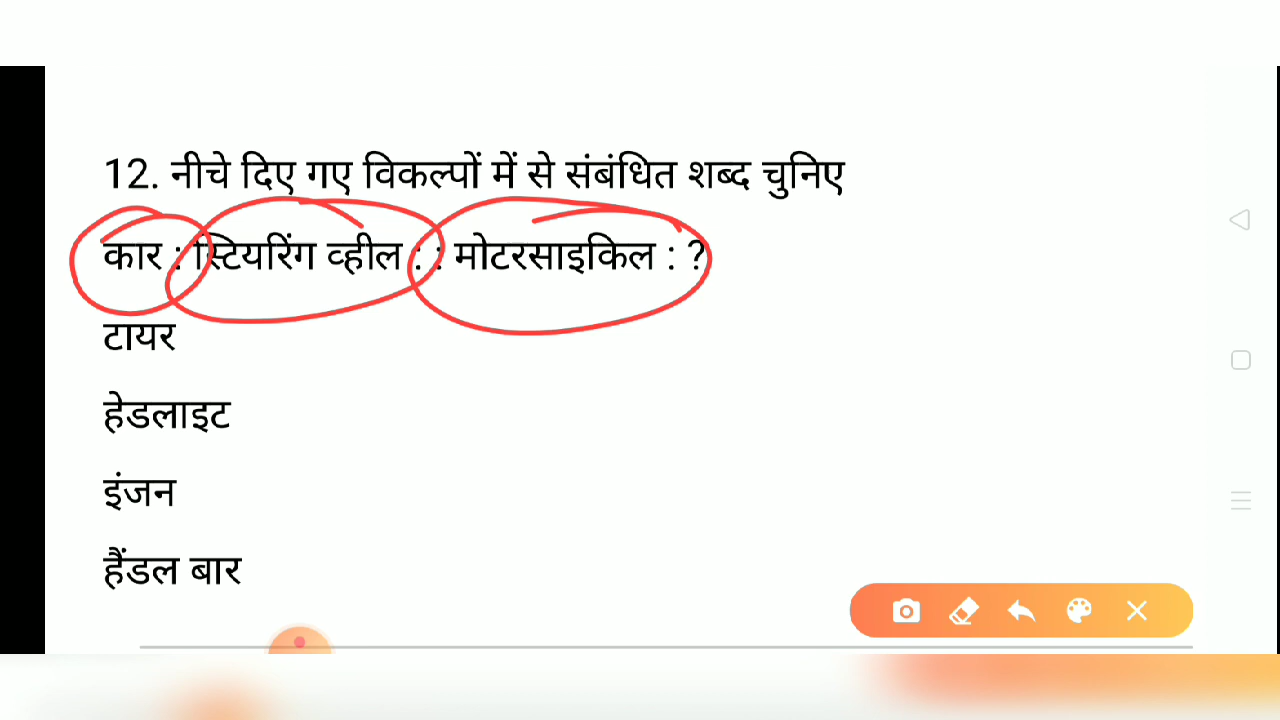 12. नीचे दिए गए विकल्पों में से संबंधित शब्द चुनिए
कार : स्टियरिंग व्हील : : मोटरसाइकिल : ?
टायर
हेडलाइट
इंजन
हैंडल बार